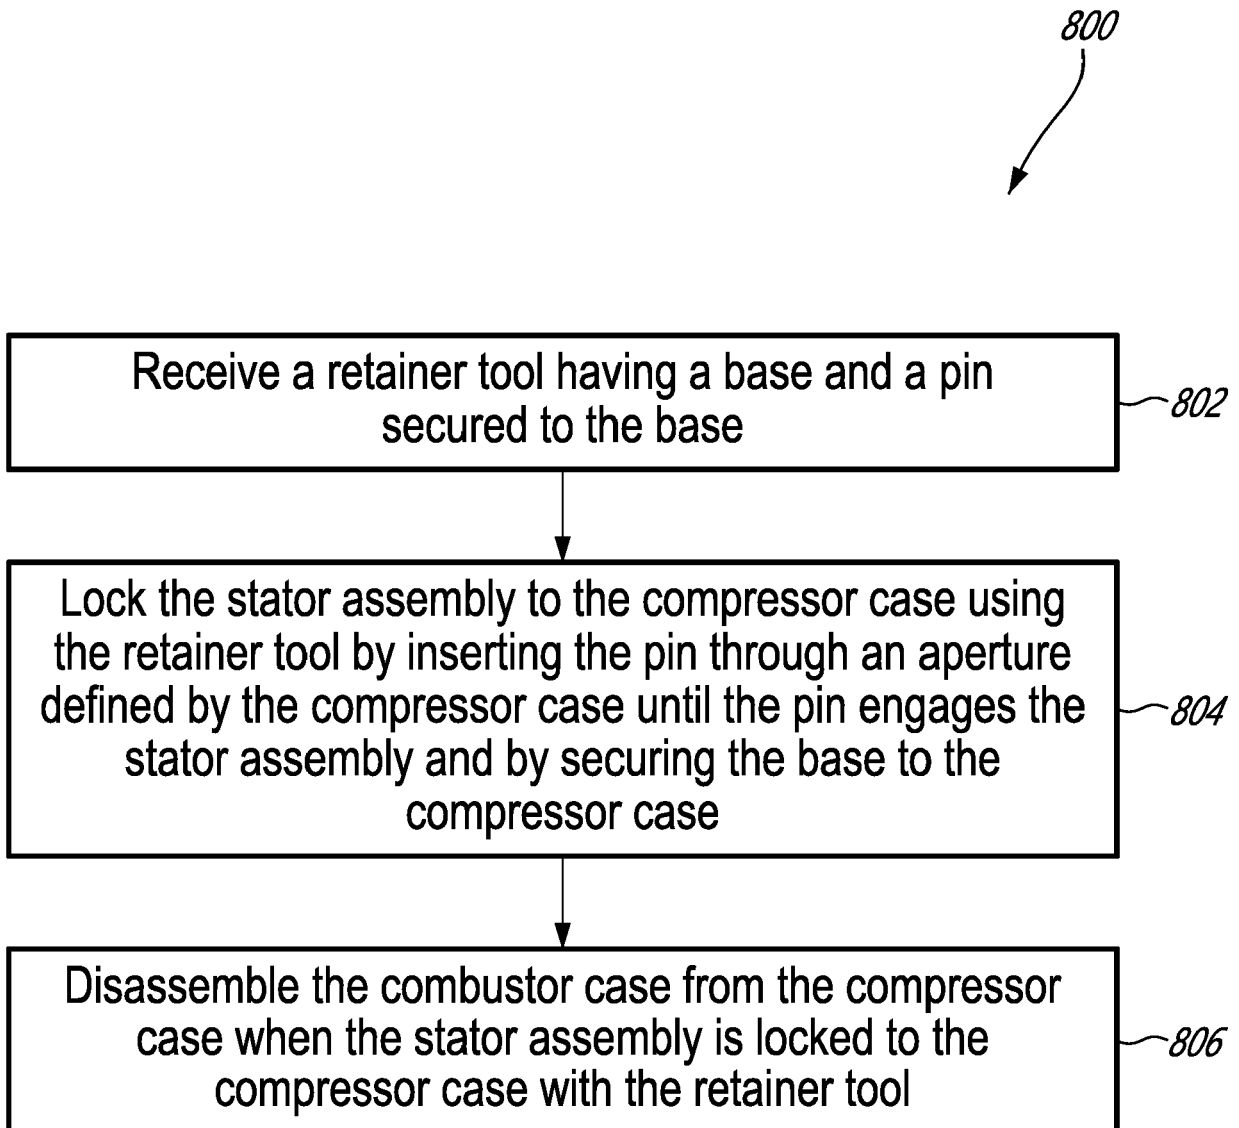 800
Receive a retainer tool having a base and a pin
secured to the base
802
Lock the stator assembly to the compressor case using
the retainer tool by inserting the pin through an aperture
defined by the compressor case until the pin engages the
stator assembly and by securing the base to the
compressor case
804
Disassemble the combustor case from the compressor
case when the stator assembly is locked to the
compressor case with the retainer tool
806